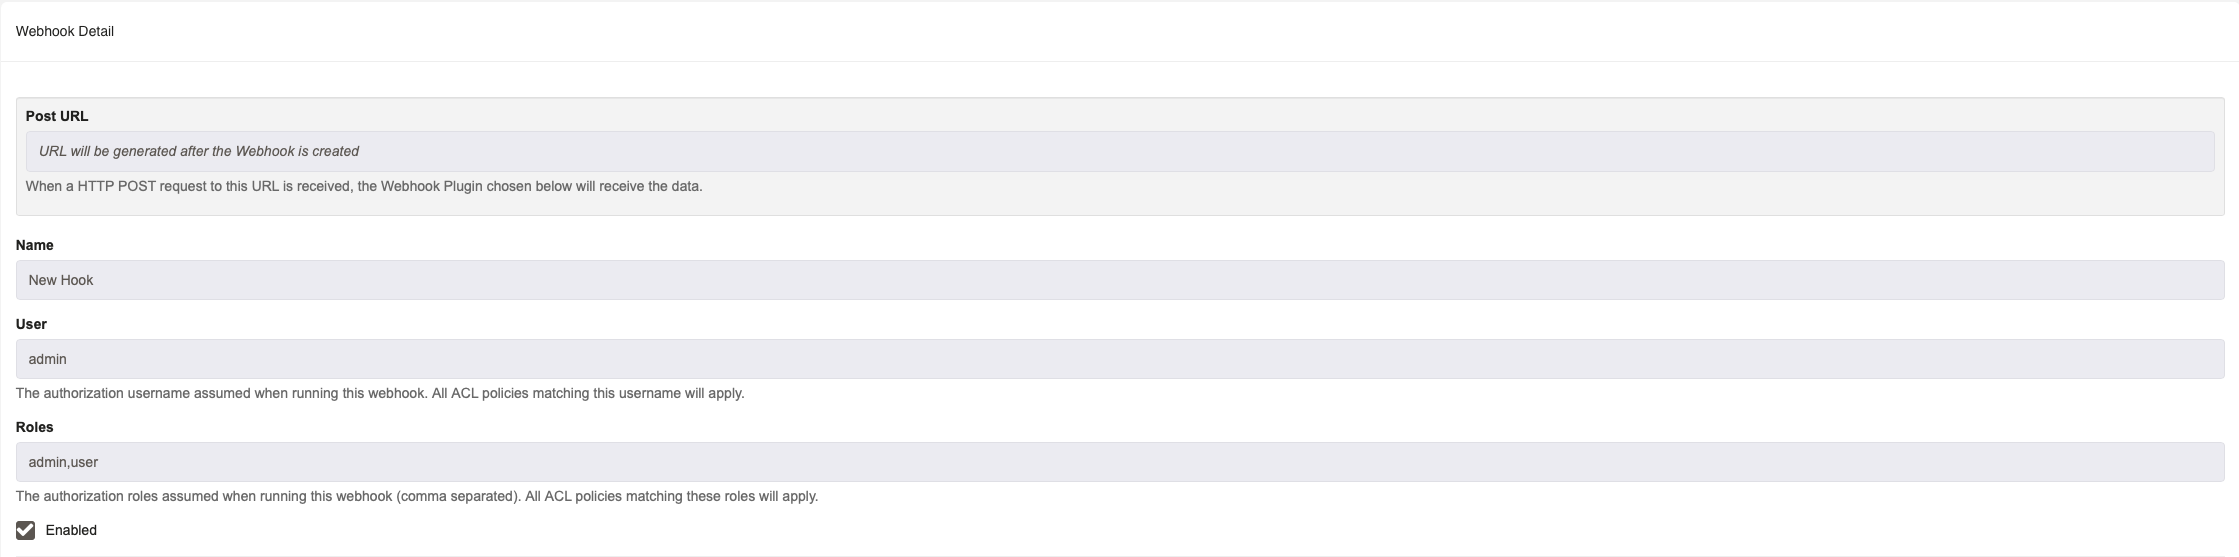 Webhook Detail
Post URL
URL will be generated after the Webhook is created
When a HTTP POST request to this URL is received, the Webhook Plugin chosen below will receive the data.
Name
New Hook
User
admin
The authorization username assumed when running this webhook. All ACL policies matching this username will apply.
Roles
admin,user
The authorization roles assumed when running this webhook (comma separated). All ACL policies matching these roles will apply.
Enabled